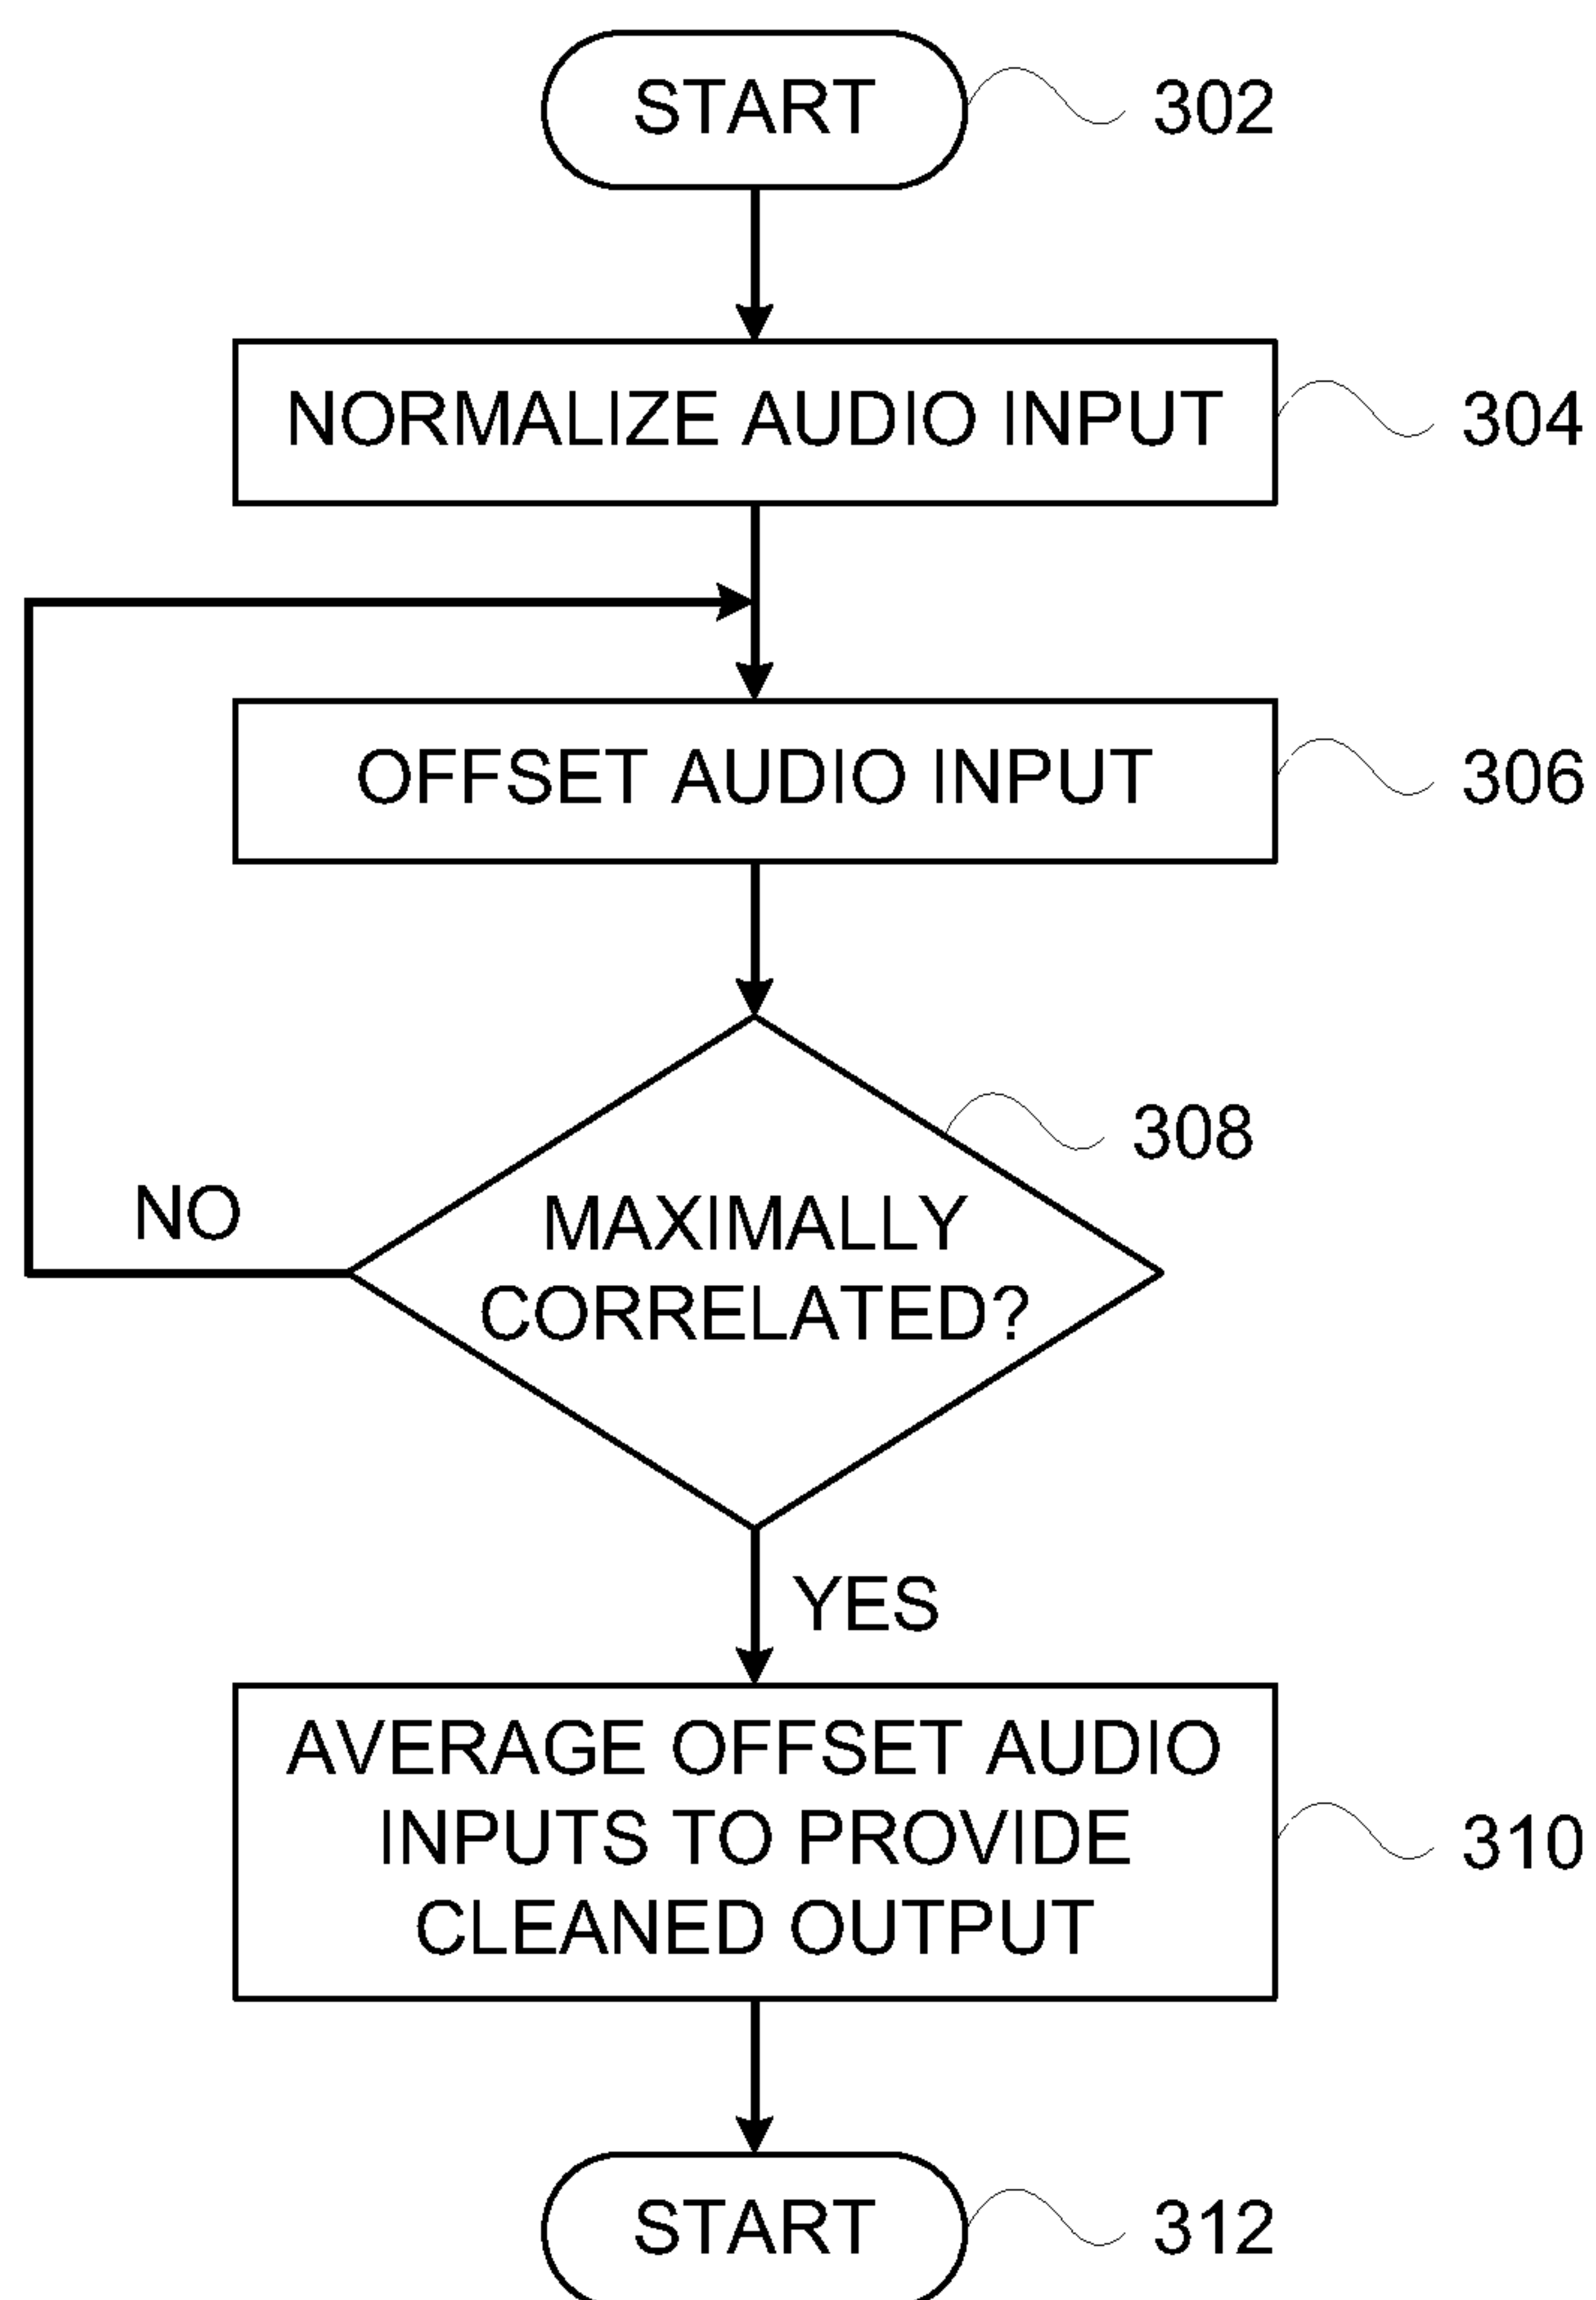 START
302
NORMALIZE AUDIO INPUT
304
OFFSET AUDIO INPUT
306
308
MAXIMALLY
CORRELATED?
NO
YES
AVERAGE OFFSET AUDIO
INPUTS TO PROVIDE
CLEANED OUTPUT
310
START
312